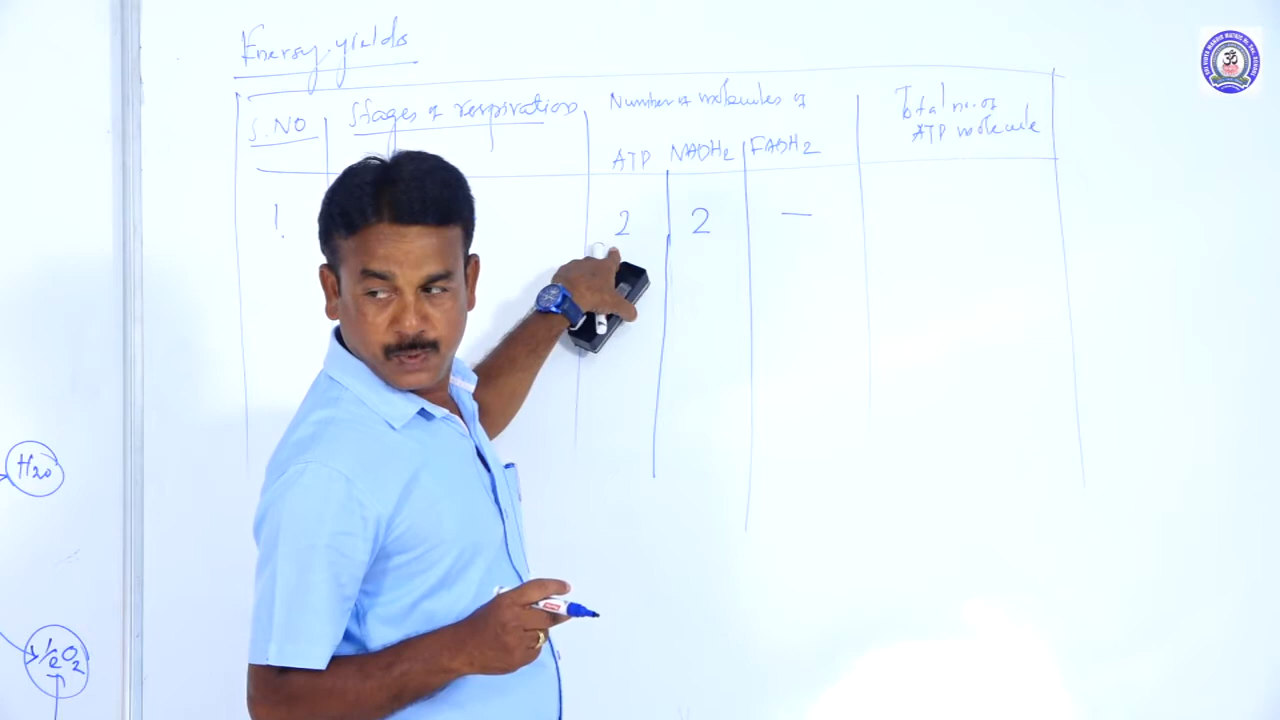 Energy yields
S. NO
Stages of respiration
Number of molecules of
ATP NADH2 FADH2
Total no. of
ATP molecule
1. 2 2 —
H2O
1/2 O2